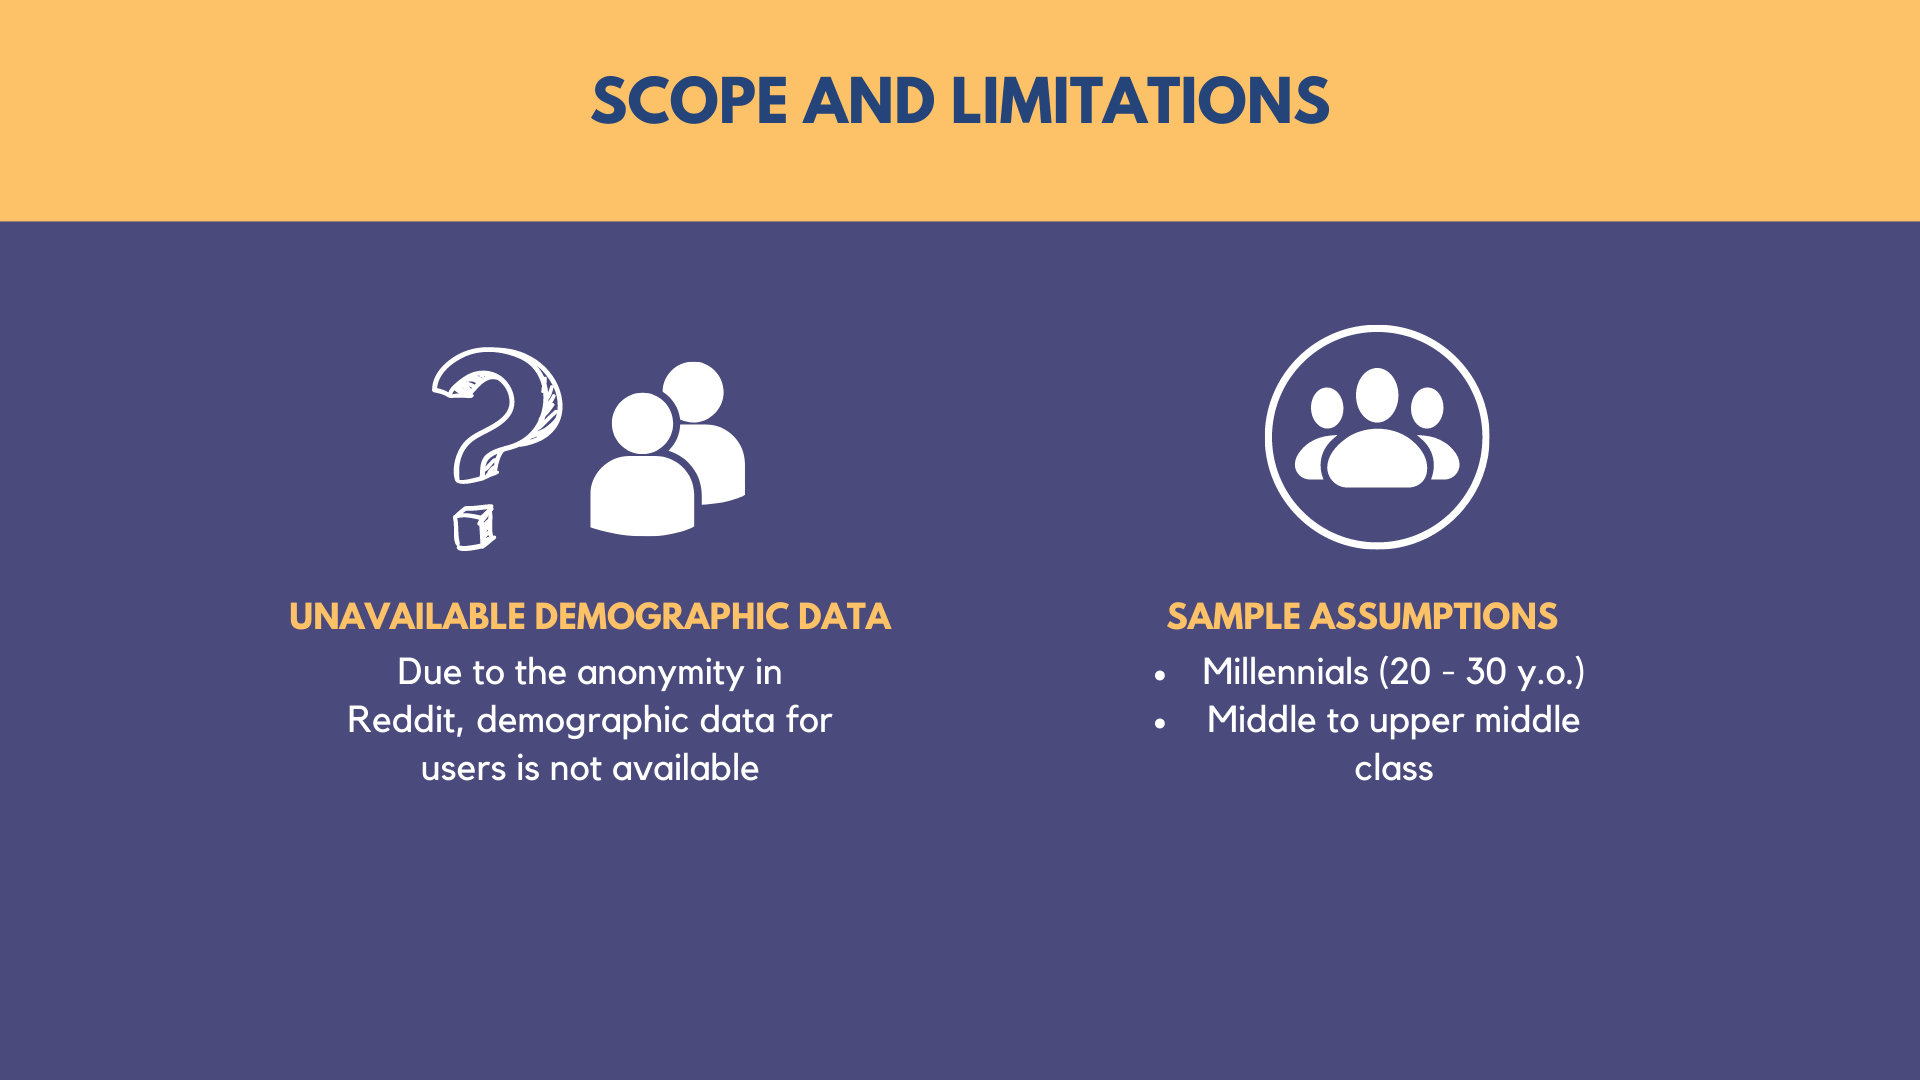 SCOPE AND LIMITATIONS
UNAVAILABLE DEMOGRAPHIC DATA
Due to the anonymity in
Reddit, demographic data for
users is not available
SAMPLE ASSUMPTIONS
• Millennials (20 - 30 y.o.)
• Middle to upper middle
class